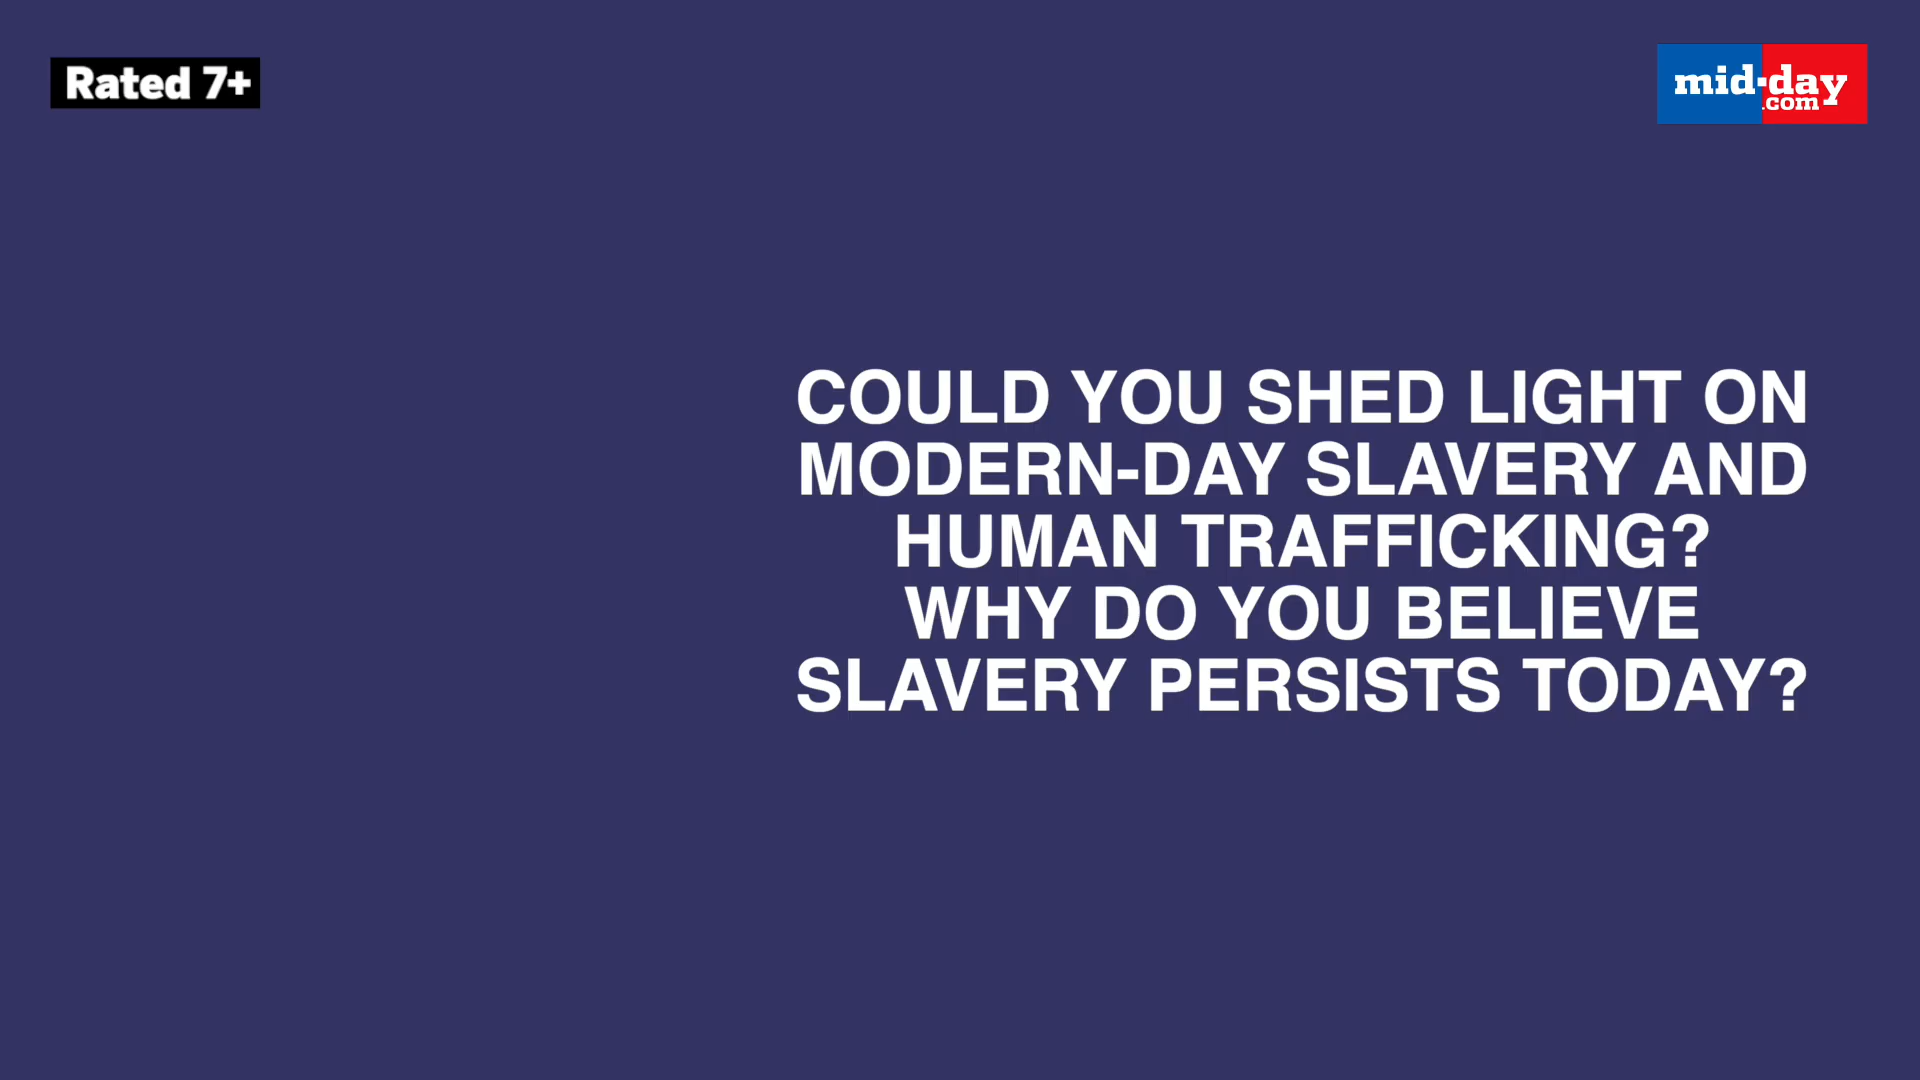 Rated 7+
mid-day
.com
COULD YOU SHED LIGHT ON
MODERN-DAY SLAVERY AND
HUMAN TRAFFICKING?
WHY DO YOU BELIEVE
SLAVERY PERSISTS TODAY?